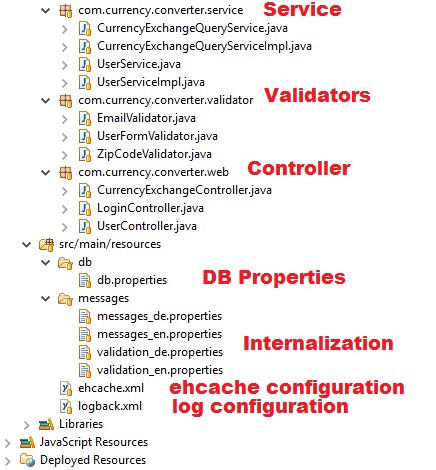 com.currency.converter.service Service
CurrencyExchangeQueryService.java
CurrencyExchangeQueryServiceImpl.java
UserService.java
UserServiceImpl.java
com.currency.converter.validator Validators
EmailValidator.java
UserFormValidator.java
ZipCodeValidator.java
com.currency.converter.web Controller
CurrencyExchangeController.java
LoginController.java
UserController.java
src/main/resources
db
db.properties DB Properties
messages
messages_de.properties
messages_en.properties
validation_de.properties Internalization
validation_en.properties
ehcache.xml ehcache configuration
logback.xml log configuration
Libraries
JavaScript Resources
Deployed Resources